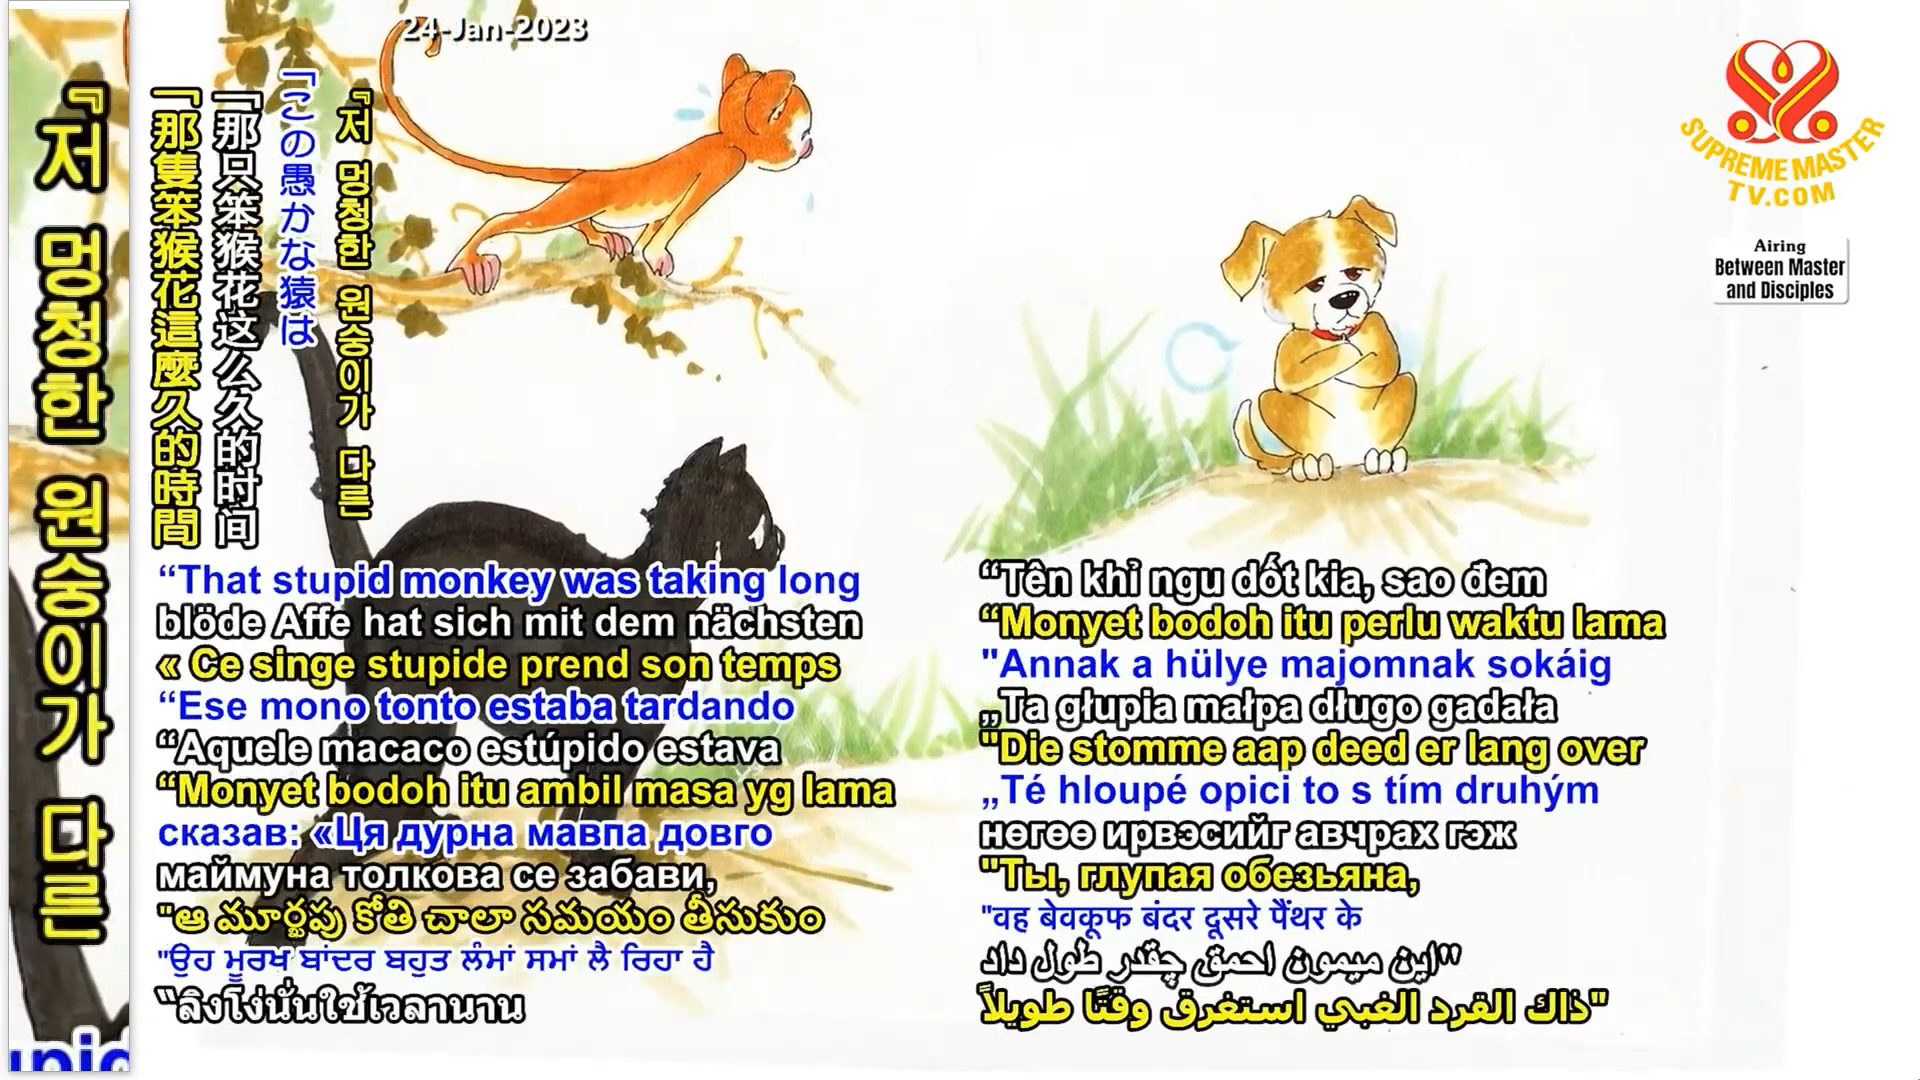 24-Jan-2023
『저 멍청한 원숭이가 다른
「那隻笨猴花這麼久的時間
「那只笨猴花这么久的时间
「この愚かな猿は
『저 멍청한 원숭이가 다른
SUPREME MASTER
TV.COM
Airing
Between Master
and Disciples
“That stupid monkey was taking long
blöde Affe hat sich mit dem nächsten
« Ce singe stupide prend son temps
“Ese mono tonto estaba tardando
“Aquele macaco estúpido estava
“Monyet bodoh itu ambil masa yg lama
сказав: «Ця дурна мавпа довго
маймуна толкова се забави,
"ఆ మూర్ఖపు కోతి చాలా సమయం తీసుకుం
"ਉਹ ਮੂਰਖ ਬਾਂਦਰ ਬਹੁਤ ਲੰਮਾਂ ਸਮਾਂ ਲੈ ਰਿਹਾ ਹੈ
“ลิงโง่นั่นใช้เวลานาน
“Tên khỉ ngu dốt kia, sao đem
“Monyet bodoh itu perlu waktu lama
"Annak a hülye majomnak sokáig
„Ta głupia małpa długo gadała
"Die stomme aap deed er lang over
„Té hloupé opici to s tím druhým
нөгөө ирвэсийг авчрах гэж
"Ты, глупая обезьяна,
"वह बेवकूफ बंदर दूसरे पैंथर के
"این میمون احمق چقدر طول داد
"ذاك القرد الغبي استغرق وقتًا طويلاً